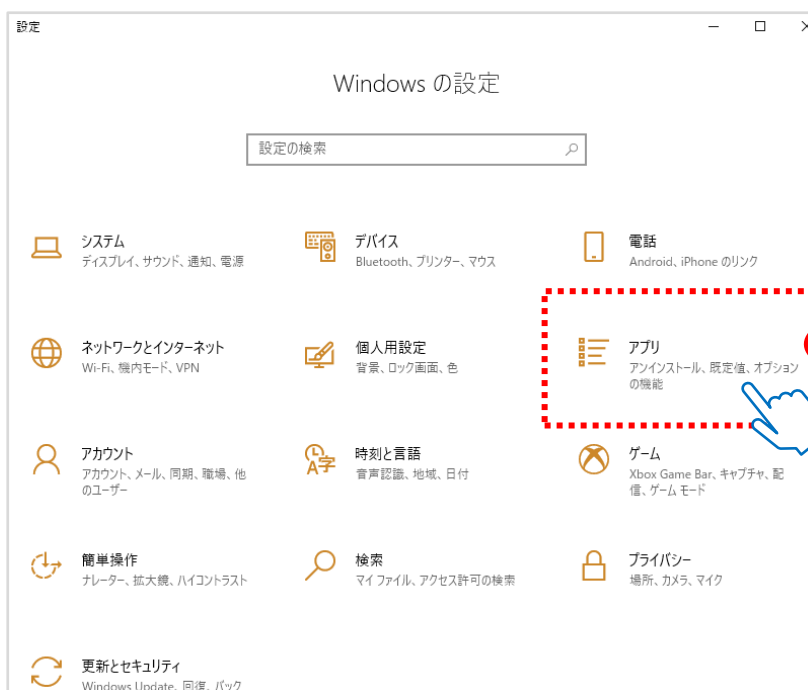 設定
Windows の設定
設定の検索
システム
ディスプレイ、サウンド、通知、電源
デバイス
Bluetooth、プリンター、マウス
電話
Android、iPhone のリンク
ネットワークとインターネット
Wi-Fi、機内モード、VPN
個人用設定
背景、ロック画面、色
アプリ
アンインストール、既定値、オプション
の機能
アカウント
アカウント、メール、同期、職場、他
のユーザー
時刻と言語
音声認識、地域、日付
ゲーム
Xbox Game Bar、キャプチャ、配
信、ゲーム モード
簡単操作
ナレーター、拡大鏡、ハイコントラスト
検索
マイ ファイル、アクセス許可の検索
プライバシー
場所、カメラ、マイク
更新とセキュリティ
Windows Update、回復、バック